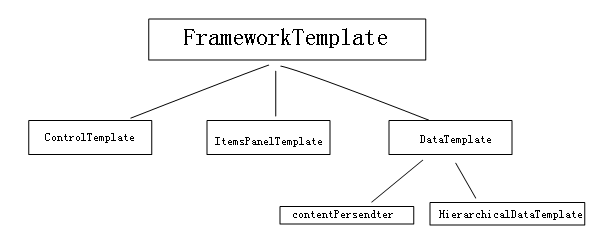 FrameworkTemplate
ControlTemplate
ItemsPanelTemplate
DataTemplate
contentPersendter
HierarchicalDataTemplate